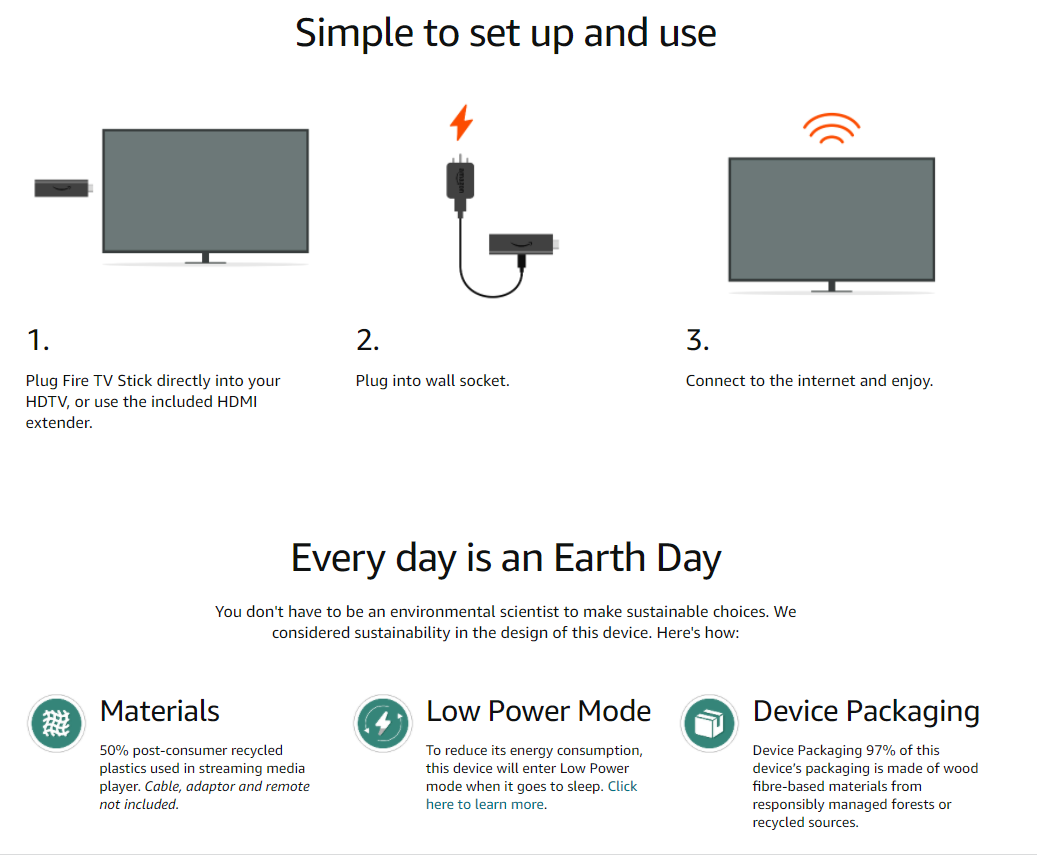 Simple to set up and use
amazon
1.
Plug Fire TV Stick directly into your
HDTV, or use the included HDMI
extender.
2.
Plug into wall socket.
3.
Connect to the internet and enjoy.
Every day is an Earth Day
You don't have to be an environmental scientist to make sustainable choices. We
considered sustainability in the design of this device. Here's how:
Materials
50% post-consumer recycled
plastics used in streaming media
player. Cable, adaptor and remote
not included.
Low Power Mode
To reduce its energy consumption,
this device will enter Low Power
mode when it goes to sleep. Click
here to learn more.
Device Packaging
Device Packaging 97% of this
device’s packaging is made of wood
fibre-based materials from
responsibly managed forests or
recycled sources.